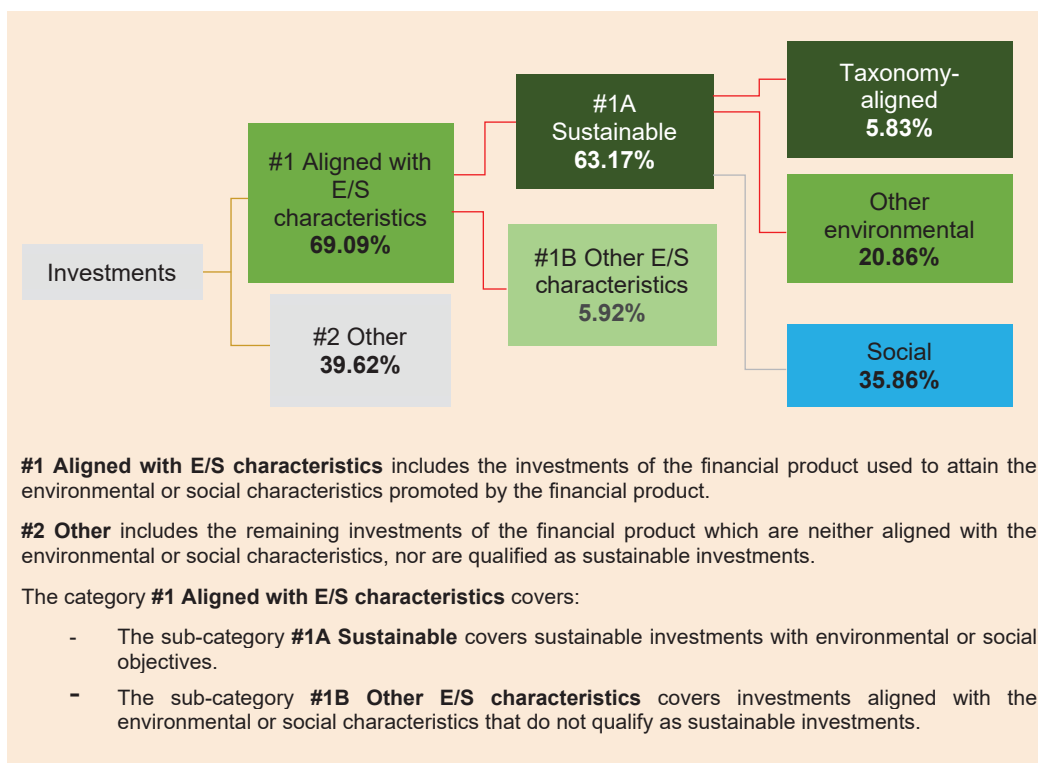 Investments
#1 Aligned with
E/S
characteristics
69.09%
#2 Other
39.62%
#1A
Sustainable
63.17%
#1B Other E/S
characteristics
5.92%
Taxonomy-
aligned
5.83%
Other
environmental
20.86%
Social
35.86%
#1 Aligned with E/S characteristics includes the investments of the financial product used to attain the
environmental or social characteristics promoted by the financial product.
#2 Other includes the remaining investments of the financial product which are neither aligned with the
environmental or social characteristics, nor are qualified as sustainable investments.
The category #1 Aligned with E/S characteristics covers:
- The sub-category #1A Sustainable covers sustainable investments with environmental or social
objectives.
- The sub-category #1B Other E/S characteristics covers investments aligned with the
environmental or social characteristics that do not qualify as sustainable investments.